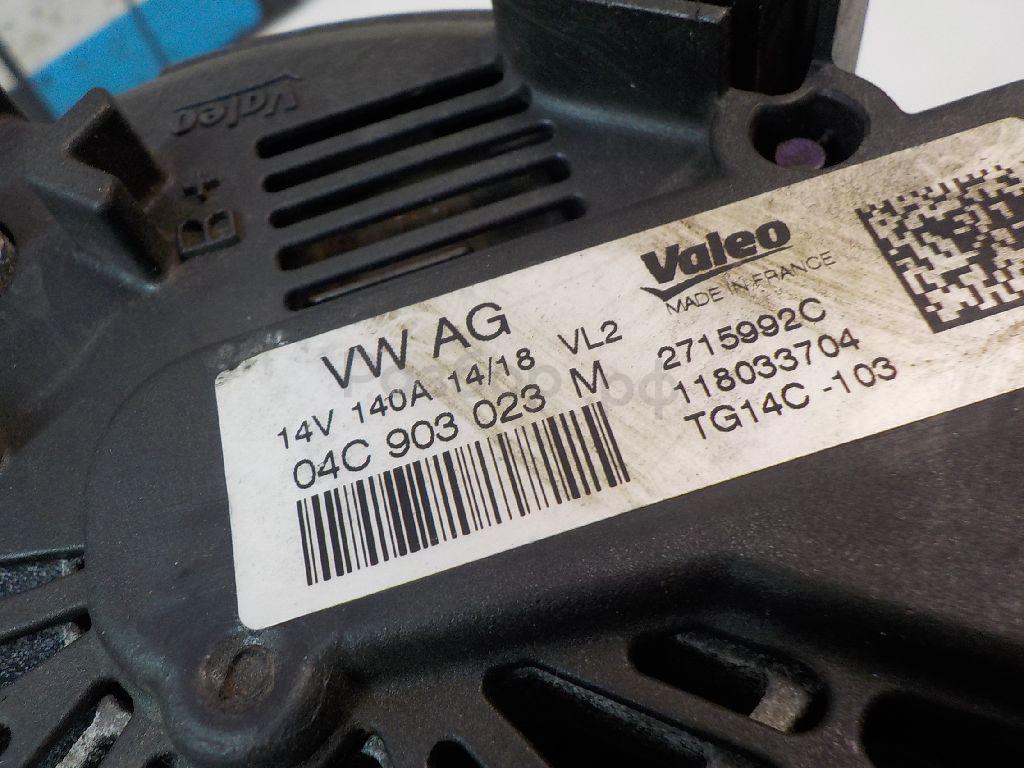 Valeo
B+
VW AG
14V 140A 14/18 VL2
04C 903 023 M
Valeo
MADE IN FRANCE
2715992C
118033704
TG14C -103